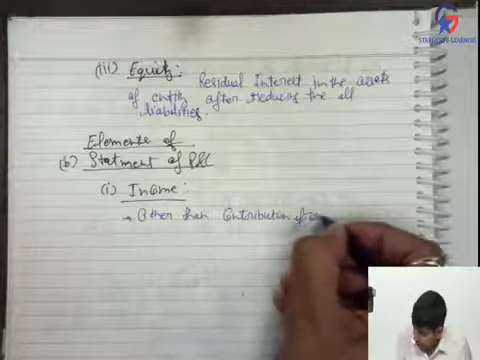 (iii) Equity: Residual Interest in the assets
of entity after reducing the all
liabilities.
Elements of
(b) Statment of P&L
(i) Income:
→ Other than Contribution from